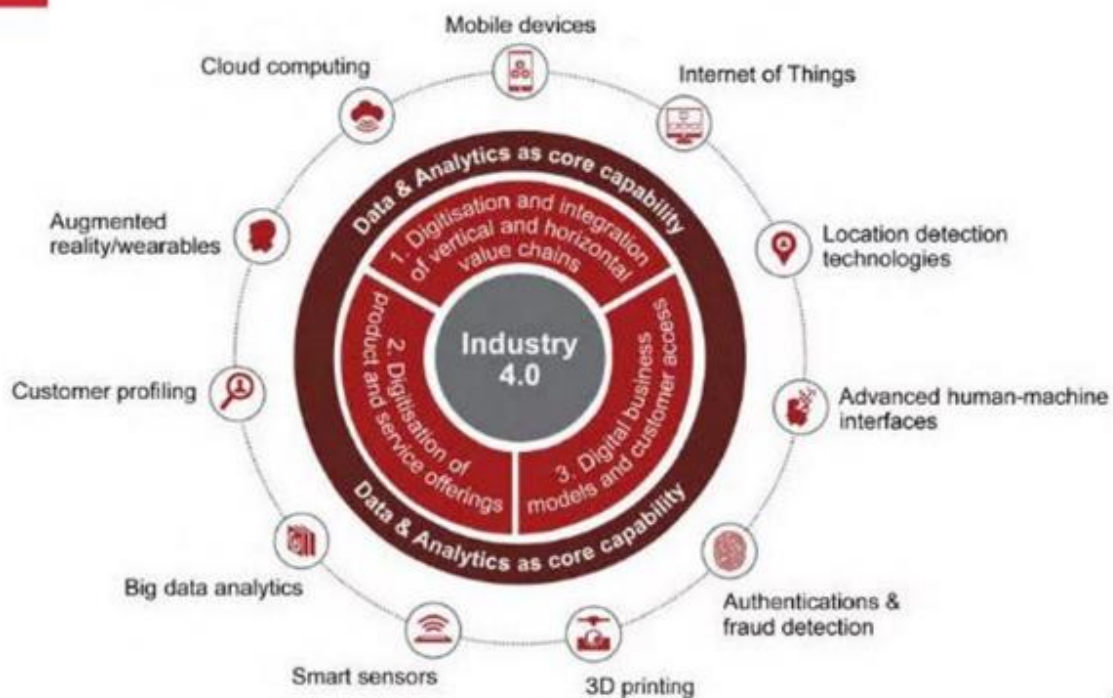 Mobile devices
Cloud computing
Internet of Things
Augmented
reality/wearables
Location detection
technologies
Customer profiling
Advanced human-machine
interfaces
Big data analytics
Authentications &
fraud detection
Smart sensors
3D printing
Data & Analytics as core capability
1. Digitisation and integration
of vertical and horizontal
value chains
2. Digitisation of
product and service offerings
3. Digital business
models and customer access
Industry
4.0
Data & Analytics as core capability